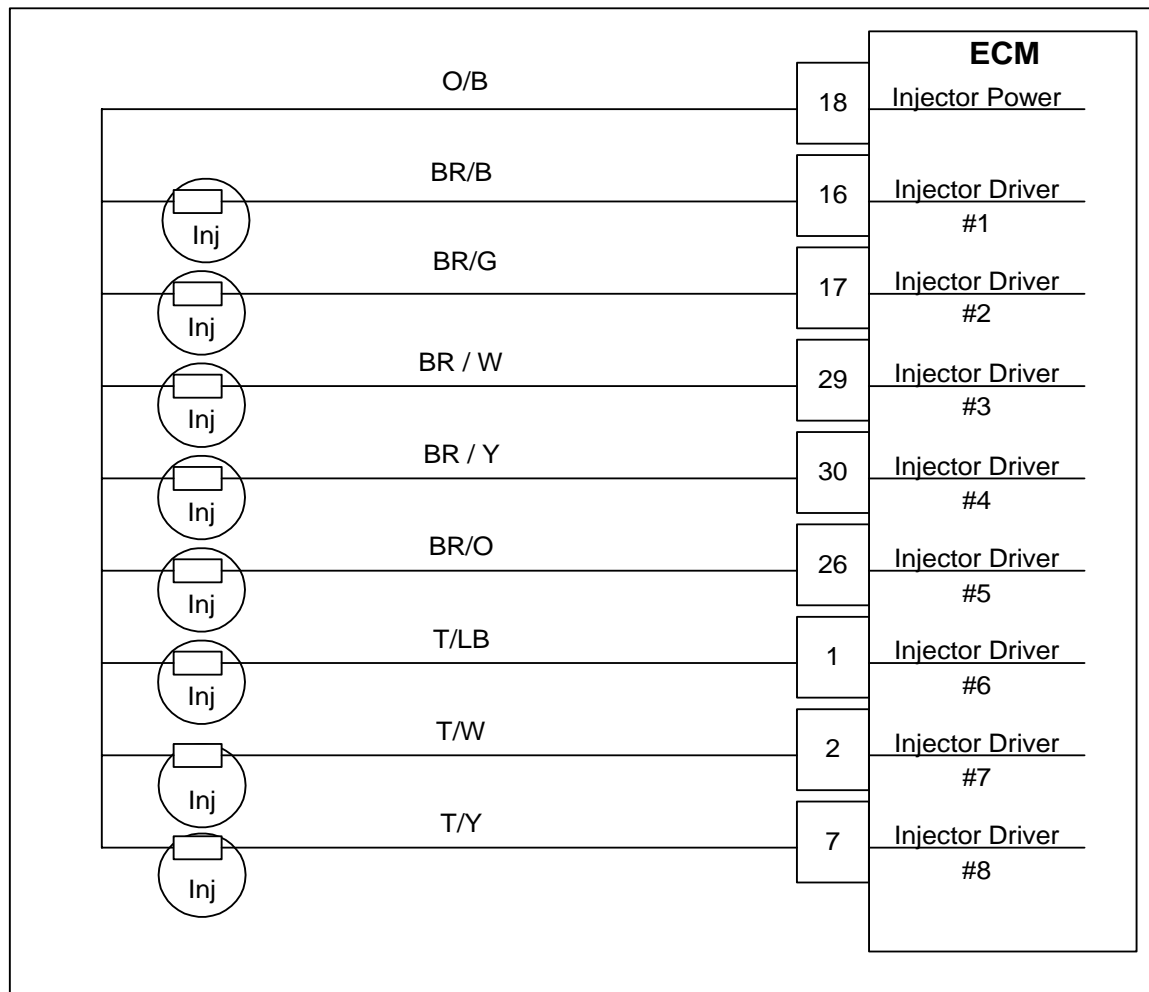 ECM
O/B
18
Injector Power
BR/B
16
Injector Driver
#1
Inj
BR/G
17
Injector Driver
#2
Inj
BR / W
29
Injector Driver
#3
Inj
BR / Y
30
Injector Driver
#4
Inj
BR/O
26
Injector Driver
#5
Inj
T/LB
1
Injector Driver
#6
Inj
T/W
2
Injector Driver
#7
Inj
T/Y
7
Injector Driver
#8
Inj